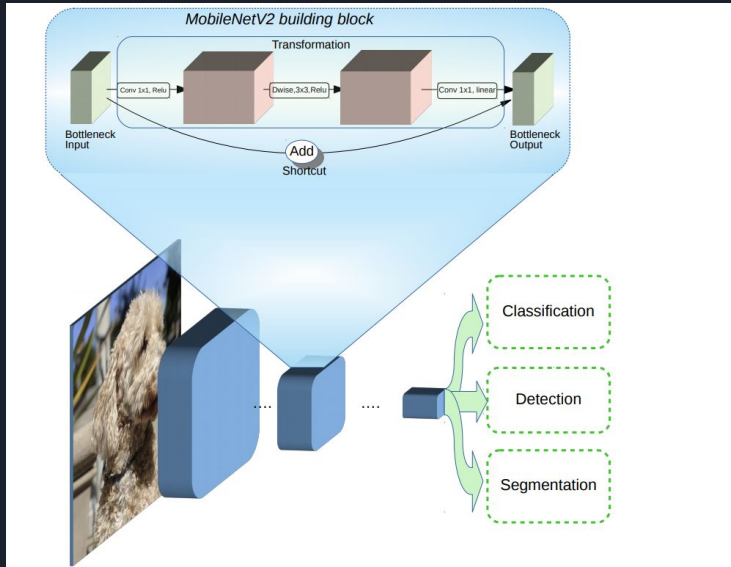 MobileNetV2 building block
Transformation
Conv 1x1, Relu
Dwise,3x3,Relu
Conv 1x1, linear
Bottleneck
Input
Bottleneck
Output
Add
Shortcut
....
....
Classification
Detection
Segmentation